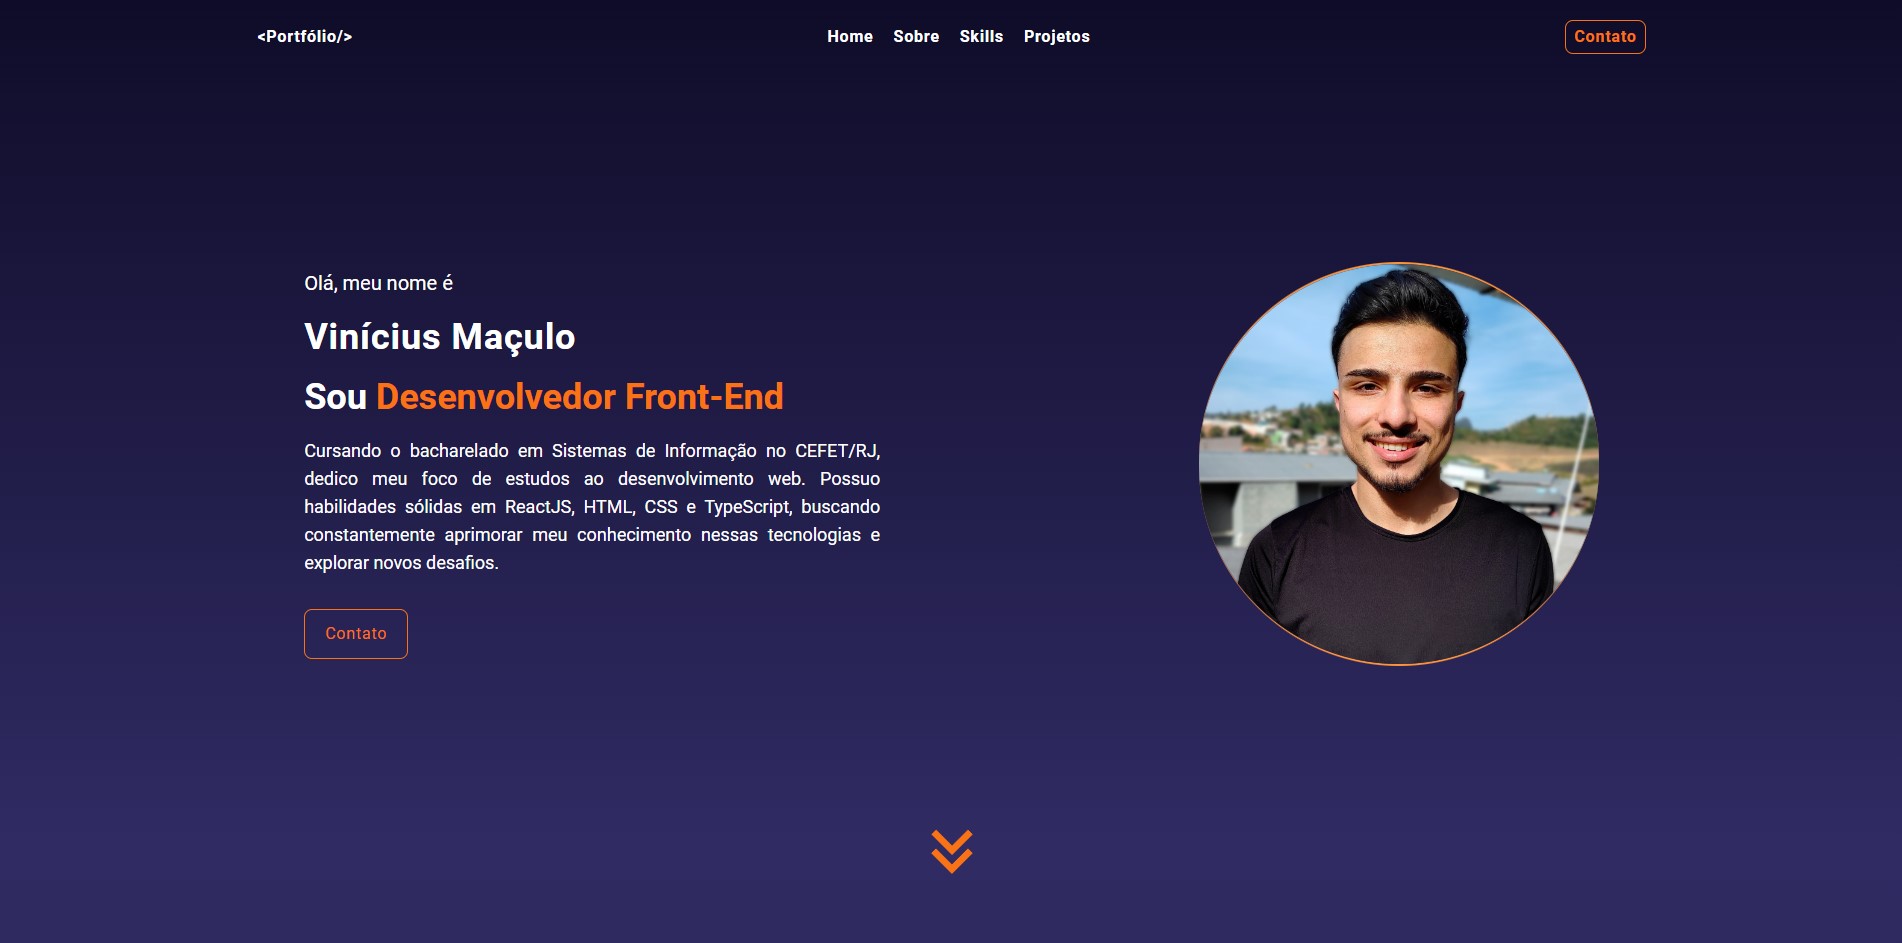 <Portfólio/>
Home Sobre Skills Projetos
Contato
Olá, meu nome é
Vinícius Maçulo
Sou Desenvolvedor Front-End
Cursando o bacharelado em Sistemas de Informação no CEFET/RJ,
dedico meu foco de estudos ao desenvolvimento web. Possuo
habilidades sólidas em ReactJS, HTML, CSS e TypeScript, buscando
constantemente aprimorar meu conhecimento nessas tecnologias e
explorar novos desafios.
Contato